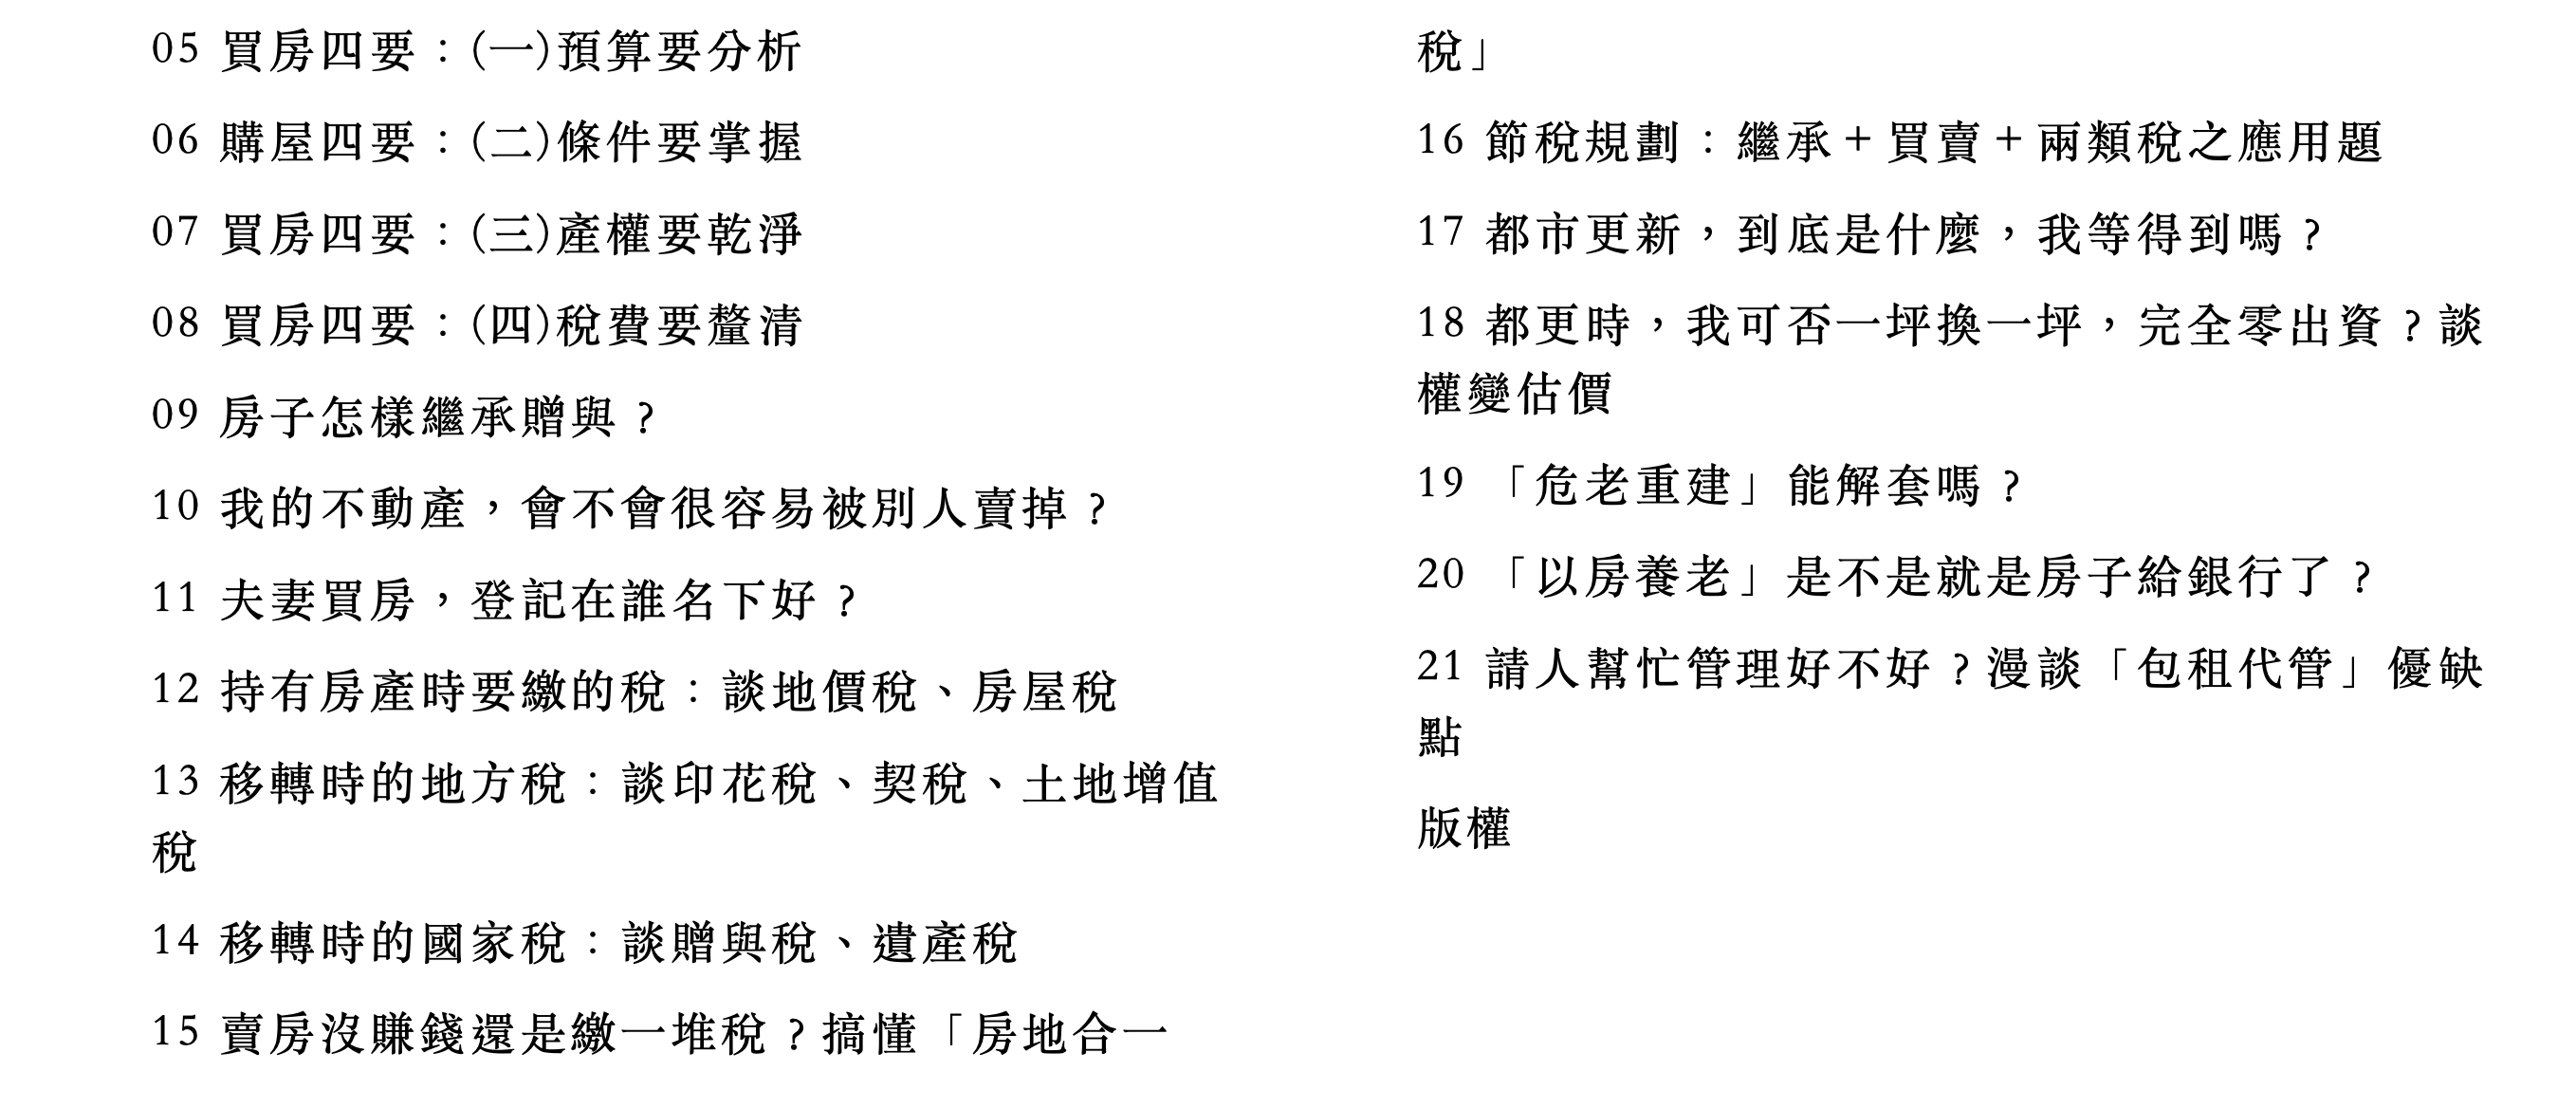 05 買房四要：(一)預算要分析
06 購屋四要：(二)條件要掌握
07 買房四要：(三)產權要乾淨
08 買房四要：(四)稅費要釐清
09 房子怎樣繼承贈與？
10 我的不動產，會不會很容易被別人賣掉？
11 夫妻買房，登記在誰名下好？
12 持有房產時要繳的稅：談地價稅、房屋稅
13 移轉時的地方稅：談印花稅、契稅、土地增值
稅
14 移轉時的國家稅：談贈與稅、遺產稅
15 賣房沒賺錢還是繳一堆稅？搞懂「房地合一
稅」
16 節稅規劃：繼承＋買賣＋兩類稅之應用題
17 都市更新，到底是什麼，我等得到嗎？
18 都更時，我可否一坪換一坪，完全零出資？談
權變估價
19 「危老重建」能解套嗎？
20 「以房養老」是不是就是房子給銀行了？
21 請人幫忙管理好不好？漫談「包租代管」優缺
點
版權